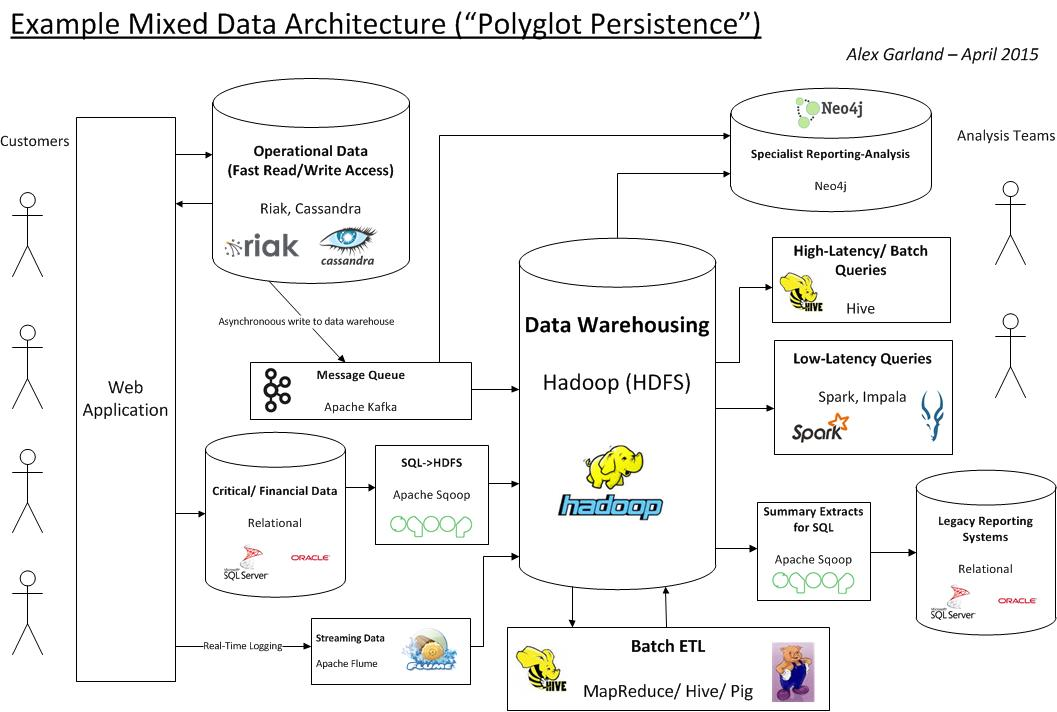 Example Mixed Data Architecture (“Polyglot Persistence”)
Alex Garland – April 2015
Customers
Web
Application
Operational Data
(Fast Read/Write Access)
Riak, Cassandra
riak
cassandra
Asynchronoous write to data warehouse
Message Queue
Apache Kafka
Critical/ Financial Data
Relational
Microsoft
SQL Server
ORACLE
SQL->HDFS
Apache Sqoop
sqoop
Real-Time Logging
Streaming Data
Apache Flume
FLUME
Data Warehousing
Hadoop (HDFS)
hadoop
Batch ETL
MapReduce/ Hive/ Pig
HIVE
Neo4j
Specialist Reporting-Analysis
Neo4j
Analysis Teams
High-Latency/ Batch
Queries
Hive
HIVE
Low-Latency Queries
Spark, Impala
Spark
Summary Extracts
for SQL
Apache Sqoop
sqoop
Legacy Reporting
Systems
Relational
Microsoft
SQL Server
ORACLE